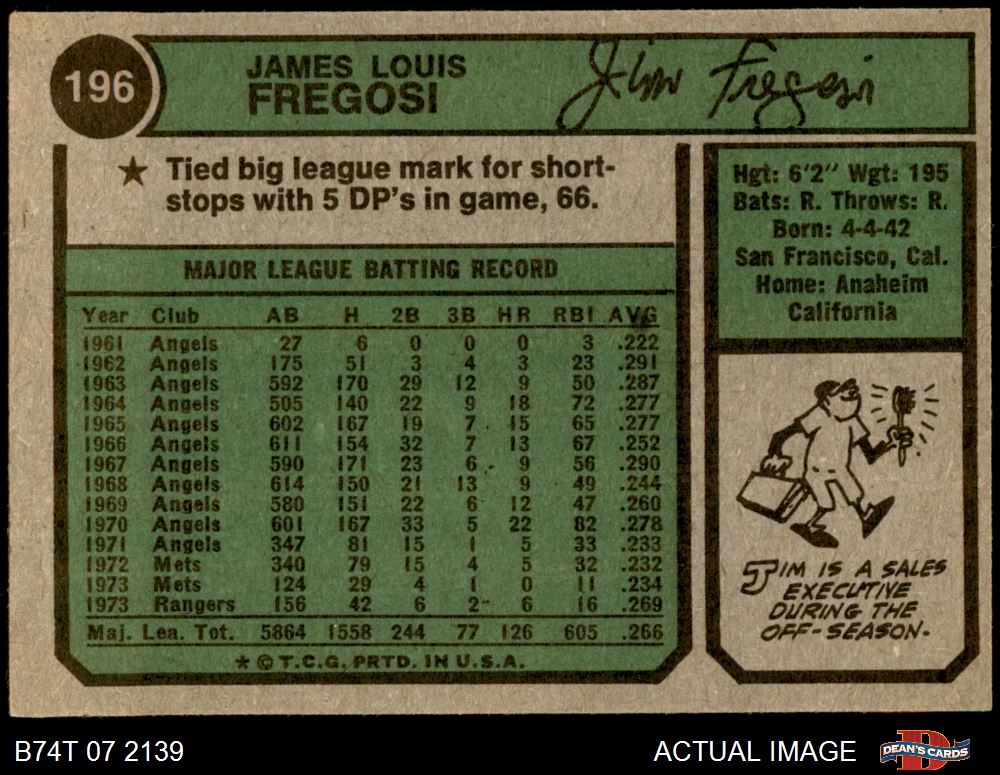 196
JAMES LOUIS
FREGOSI
Jim Fregosi
★ Tied big league mark for short-
stops with 5 DP's in game, 66.
Hgt: 6'2" Wgt: 195
Bats: R. Throws: R.
Born: 4-4-42
San Francisco, Cal.
Home: Anaheim
California
MAJOR LEAGUE BATTING RECORD
Year Club AB H 2B 3B HR RBI AVG
1961 Angels 27 6 0 0 0 3 .222
1962 Angels 175 51 3 4 3 23 .291
1963 Angels 592 170 29 12 9 50 .287
1964 Angels 505 140 22 9 18 72 .277
1965 Angels 602 167 19 7 15 65 .277
1966 Angels 611 154 32 7 13 67 .252
1967 Angels 590 171 23 6 9 56 .290
1968 Angels 614 150 21 13 9 49 .244
1969 Angels 580 151 22 6 12 47 .260
1970 Angels 601 167 33 5 22 82 .278
1971 Angels 347 81 15 1 5 33 .233
1972 Mets 340 79 15 4 5 32 .232
1973 Mets 124 29 4 1 0 11 .234
1973 Rangers 156 42 6 2 6 16 .269
Maj. Lea. Tot. 5864 1558 244 77 126 605 .266
* © T.C.G. PRTD. IN U.S.A.
JIM IS A SALES
EXECUTIVE
DURING THE
OFF-SEASON.
B74T 07 2139
ACTUAL IMAGE
DEAN'S CARDS